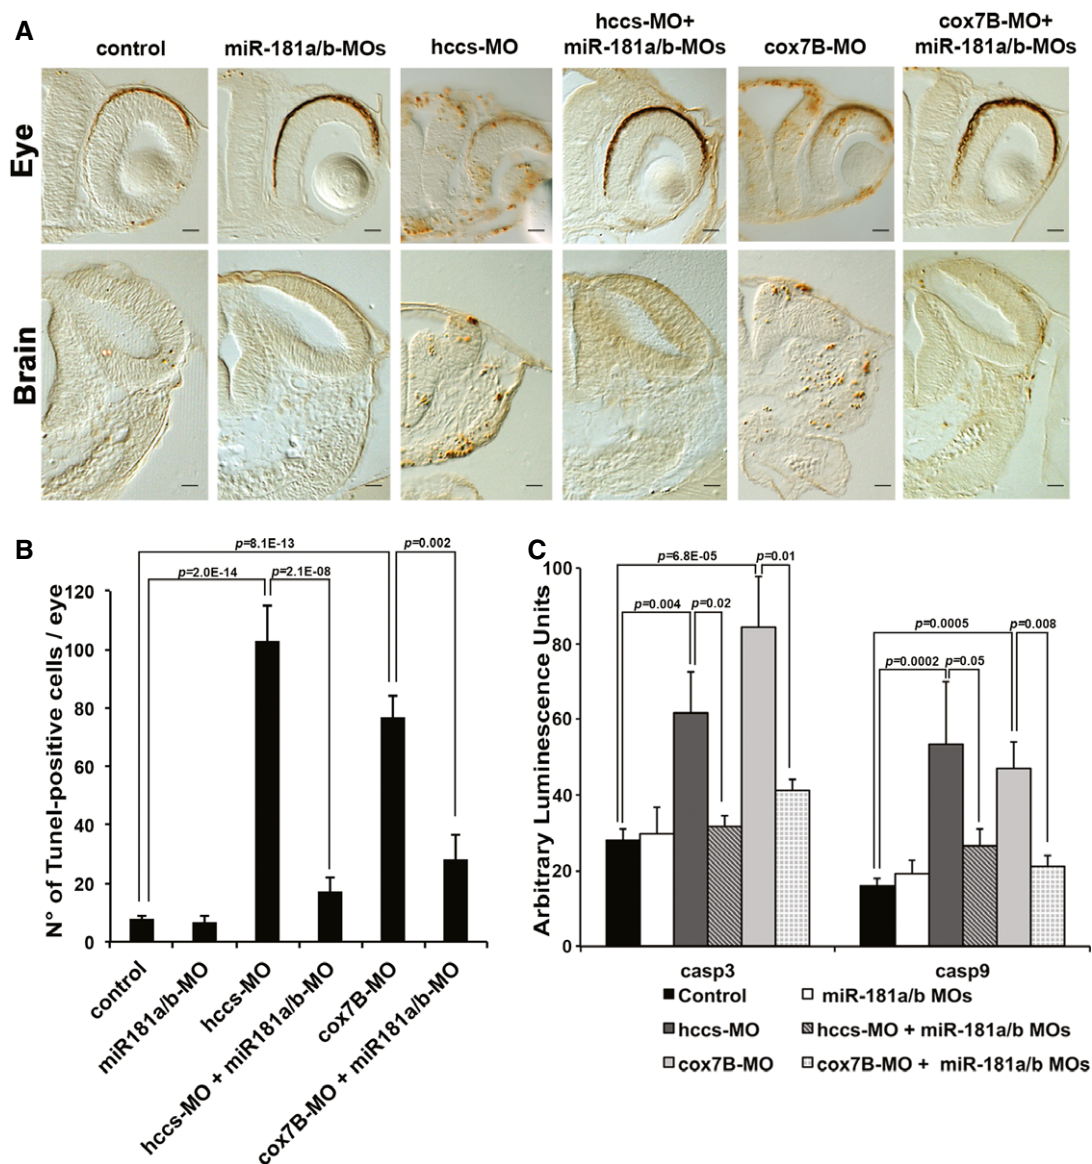 A
control
miR-181a/b-MOs
hccs-MO
hccs-MO+
miR-181a/b-MOs
cox7B-MO
cox7B-MO+
miR-181a/b-MOs
Eye
Brain
B
p=8.1E-13
p=0.002
p=2.0E-14
p=2.1E-08
N° of Tunel-positive cells / eye
120
100
80
60
40
20
0
control
miR181a/b-MO
hccs-MO
hccs-MO + miR181a/b-MO
cox7B-MO
cox7B-MO + miR181a/b-MO
C
p=6.8E-05
p=0.01
p=0.004
p=0.02
p=0.0005
p=0.008
p=0.0002
p=0.05
Arbitrary Luminescence Units
100
80
60
40
20
0
casp3
casp9
Control
miR-181a/b MOs
hccs-MO
hccs-MO + miR-181a/b MOs
cox7B-MO
cox7B-MO + miR-181a/b MOs